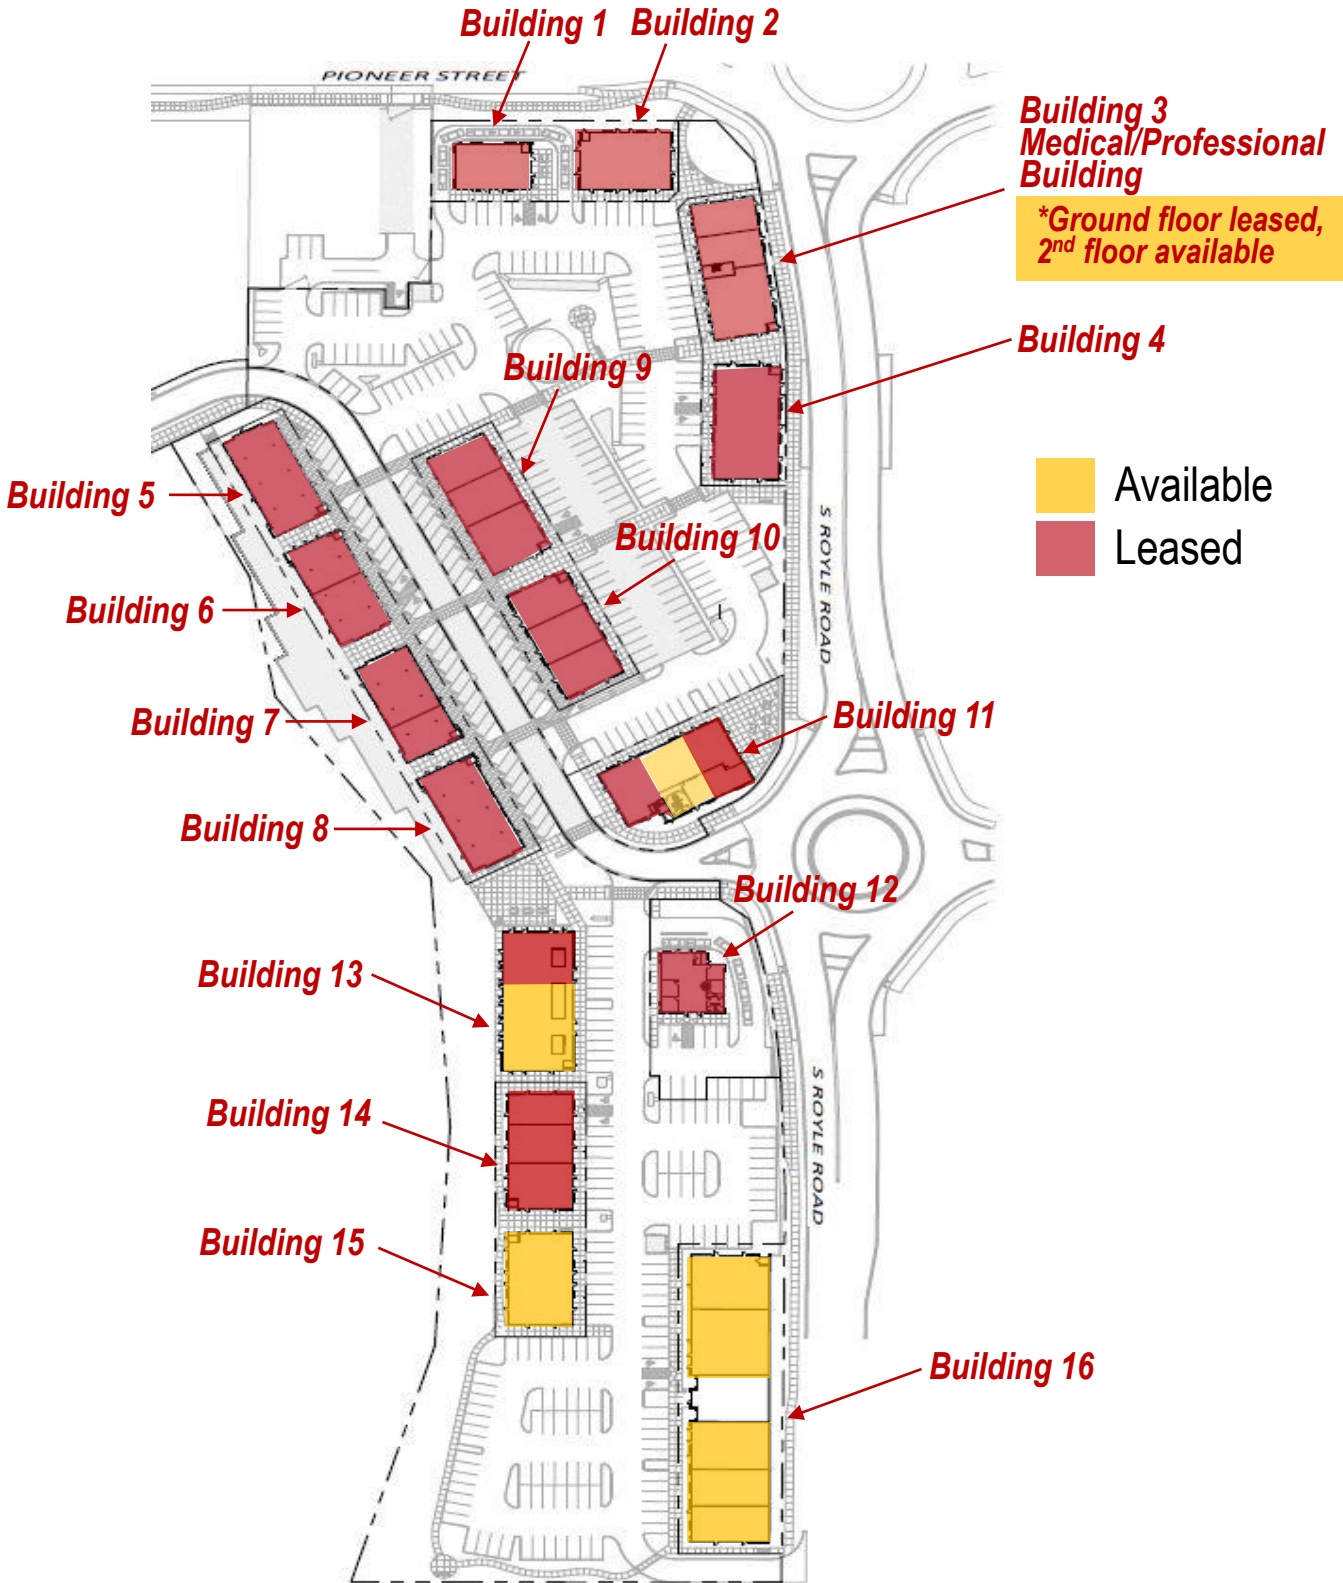 Building 1
Building 2
PIONEER STREET
Building 3
Medical/Professional
Building
*Ground floor leased,
2nd floor available
Building 4
Building 9
Available
Leased
Building 5
Building 10
S ROYLE ROAD
Building 6
Building 7
Building 11
Building 8
Building 12
Building 13
S ROYLE ROAD
Building 14
Building 15
Building 16